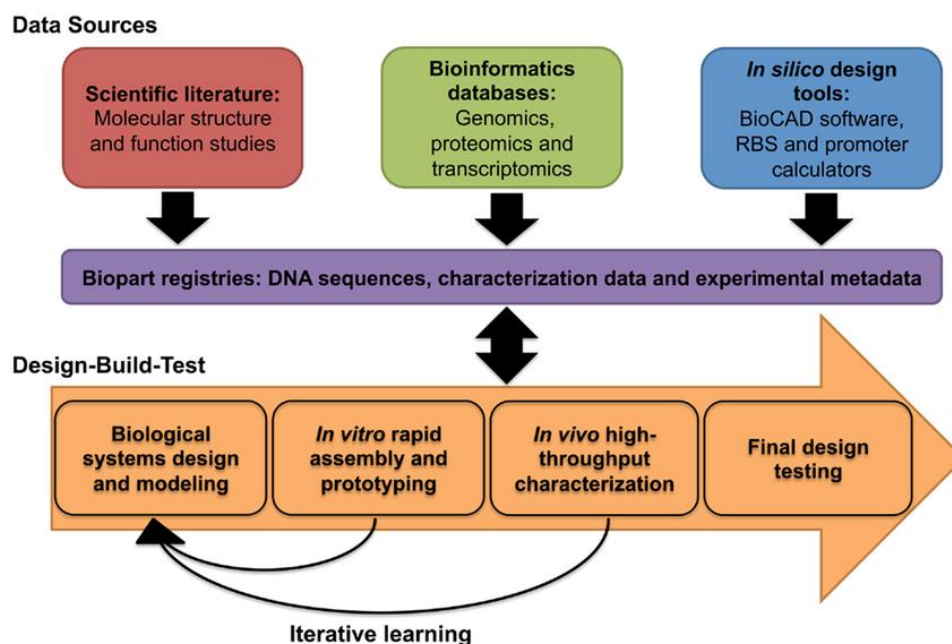 Data Sources
Scientific literature:
Molecular structure
and function studies
Bioinformatics
databases:
Genomics,
proteomics and
transcriptomics
In silico design
tools:
BioCAD software,
RBS and promoter
calculators
Biopart registries: DNA sequences, characterization data and experimental metadata
Design-Build-Test
Biological
systems design
and modeling
In vitro rapid
assembly and
prototyping
In vivo high-
throughput
characterization
Final design
testing
Iterative learning